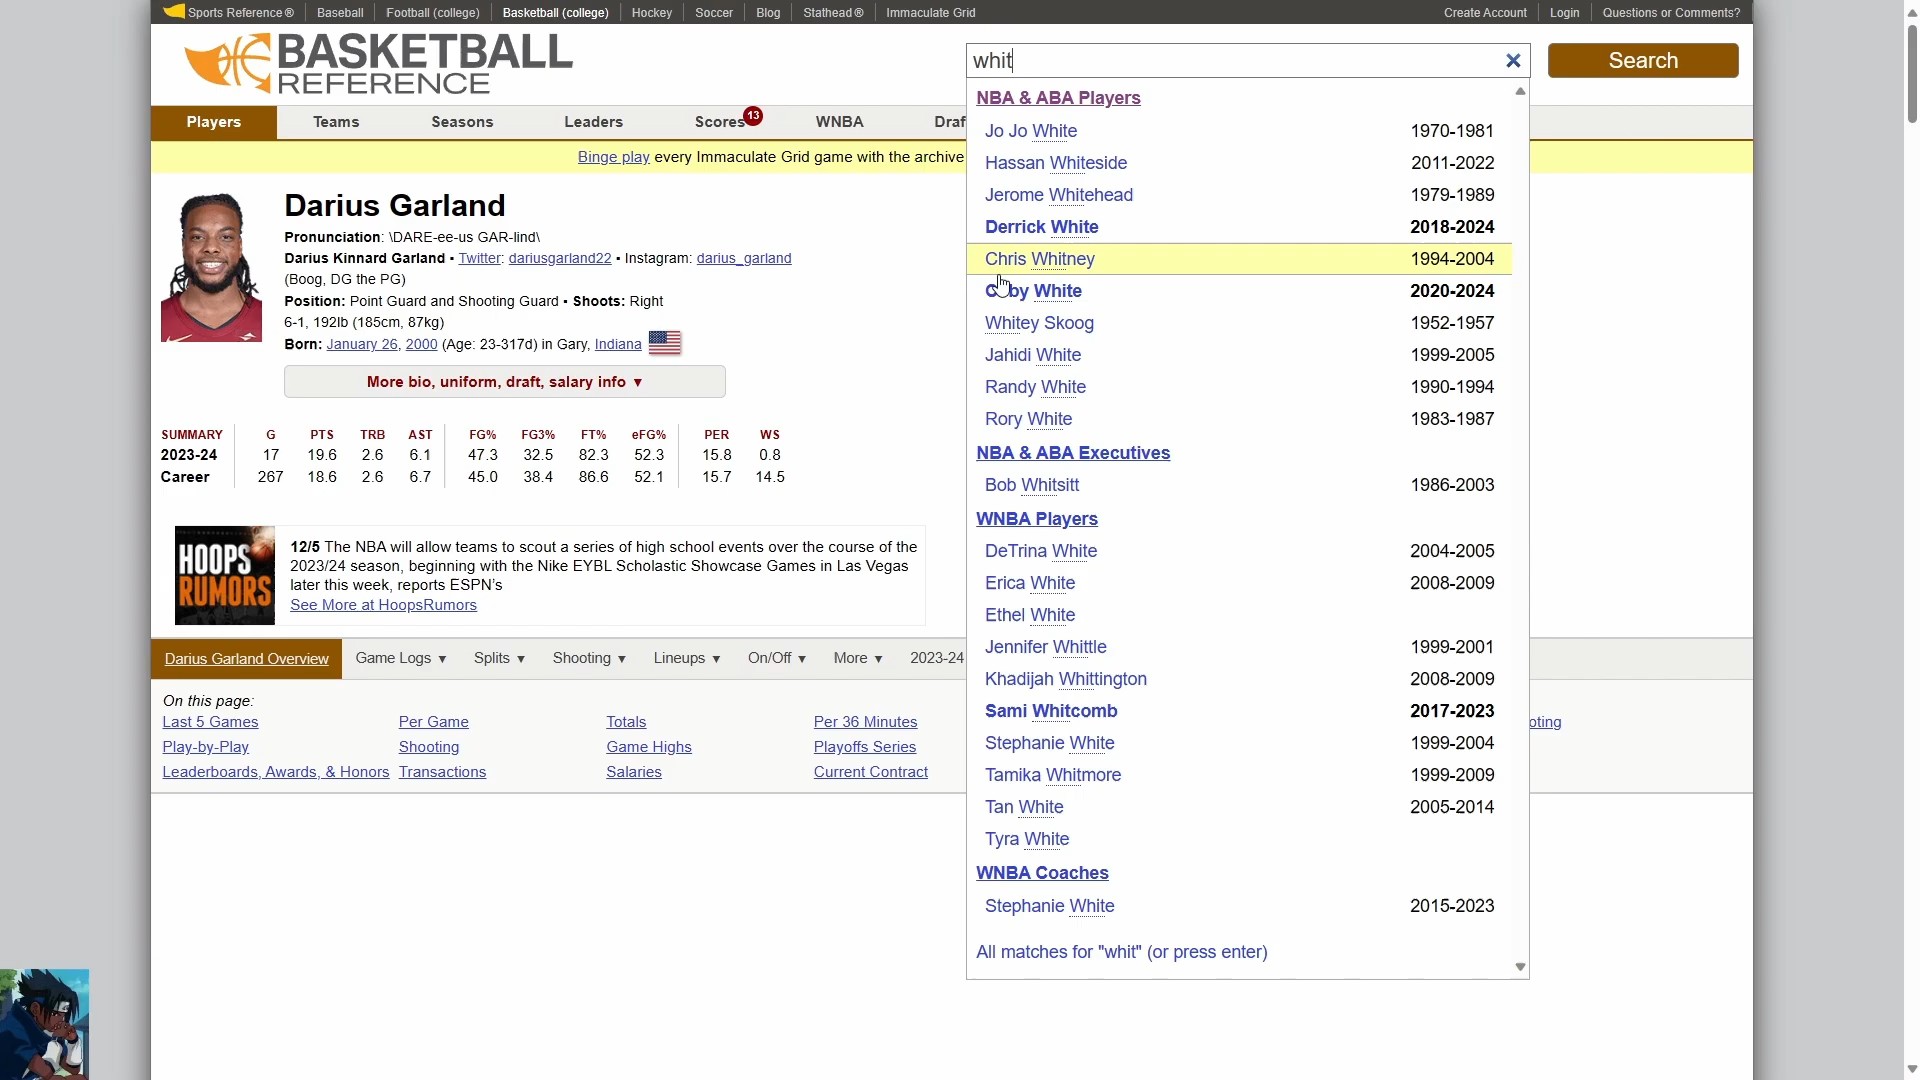 Sports Reference ® Baseball Football (college) Basketball (college) Hockey Soccer Blog Stathead® Immaculate Grid Create Account Login Questions or Comments?
BASKETBALL
REFERENCE
whit
Search
Players Teams Seasons Leaders Scores 13 WNBA Draf
Binge play every Immaculate Grid game with the archive
Darius Garland
Pronunciation: \DARE-ee-us GAR-lind\
Darius Kinnard Garland ▪ Twitter: dariusgarland22 ▪ Instagram: darius_garland
(Boog, DG the PG)
Position: Point Guard and Shooting Guard ▪ Shoots: Right
6-1, 192lb (185cm, 87kg)
Born: January 26, 2000 (Age: 23-317d) in Gary, Indiana
More bio, uniform, draft, salary info ▼
SUMMARY G PTS TRB AST FG% FG3% FT% eFG% PER WS
2023-24 17 19.6 2.6 6.1 47.3 32.5 82.3 52.3 15.8 0.8
Career 267 18.6 2.6 6.7 45.0 38.4 86.6 52.1 15.7 14.5
HOOPS
RUMORS
12/5 The NBA will allow teams to scout a series of high school events over the course of the
2023/24 season, beginning with the Nike EYBL Scholastic Showcase Games in Las Vegas
later this week, reports ESPN's
See More at HoopsRumors
Darius Garland Overview Game Logs ▼ Splits ▼ Shooting ▼ Lineups ▼ On/Off ▼ More ▼ 2023-24
On this page:
Last 5 Games Per Game Totals Per 36 Minutes oting
Play-by-Play Shooting Game Highs Playoffs Series
Leaderboards, Awards, & Honors Transactions Salaries Current Contract
NBA & ABA Players
Jo Jo White 1970-1981
Hassan Whiteside 2011-2022
Jerome Whitehead 1979-1989
Derrick White 2018-2024
Chris Whitney 1994-2004
White 2020-2024
Whitey Skoog 1952-1957
Jahidi White 1999-2005
Randy White 1990-1994
Rory White 1983-1987
NBA & ABA Executives
Bob Whitsitt 1986-2003
WNBA Players
DeTrina White 2004-2005
Erica White 2008-2009
Ethel White
Jennifer Whittle 1999-2001
Khadijah Whittington 2008-2009
Sami Whitcomb 2017-2023
Stephanie White 1999-2004
Tamika Whitmore 1999-2009
Tan White 2005-2014
Tyra White
WNBA Coaches
Stephanie White 2015-2023
All matches for "whit" (or press enter)